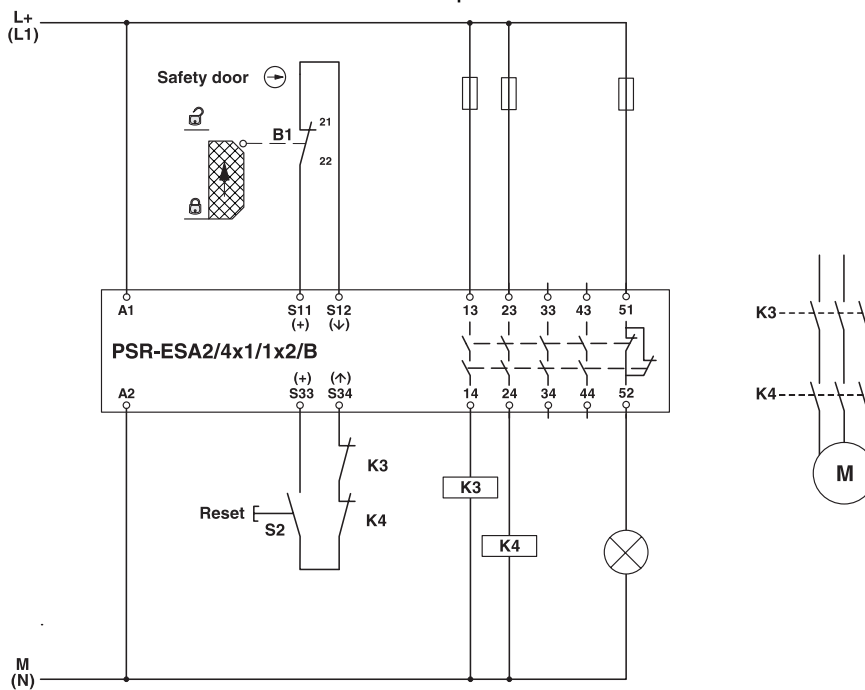 L+
(L1)
Safety door
21
B1
22
A1
S11
(+)
S12
(↓)
13
23
33
43
51
PSR-ESA2/4x1/1x2/B
A2
(+)
S33
(↑)
S34
14
24
34
44
52
K3
K4
Reset
S2
K3
K4
K3
K4
M
M
(N)